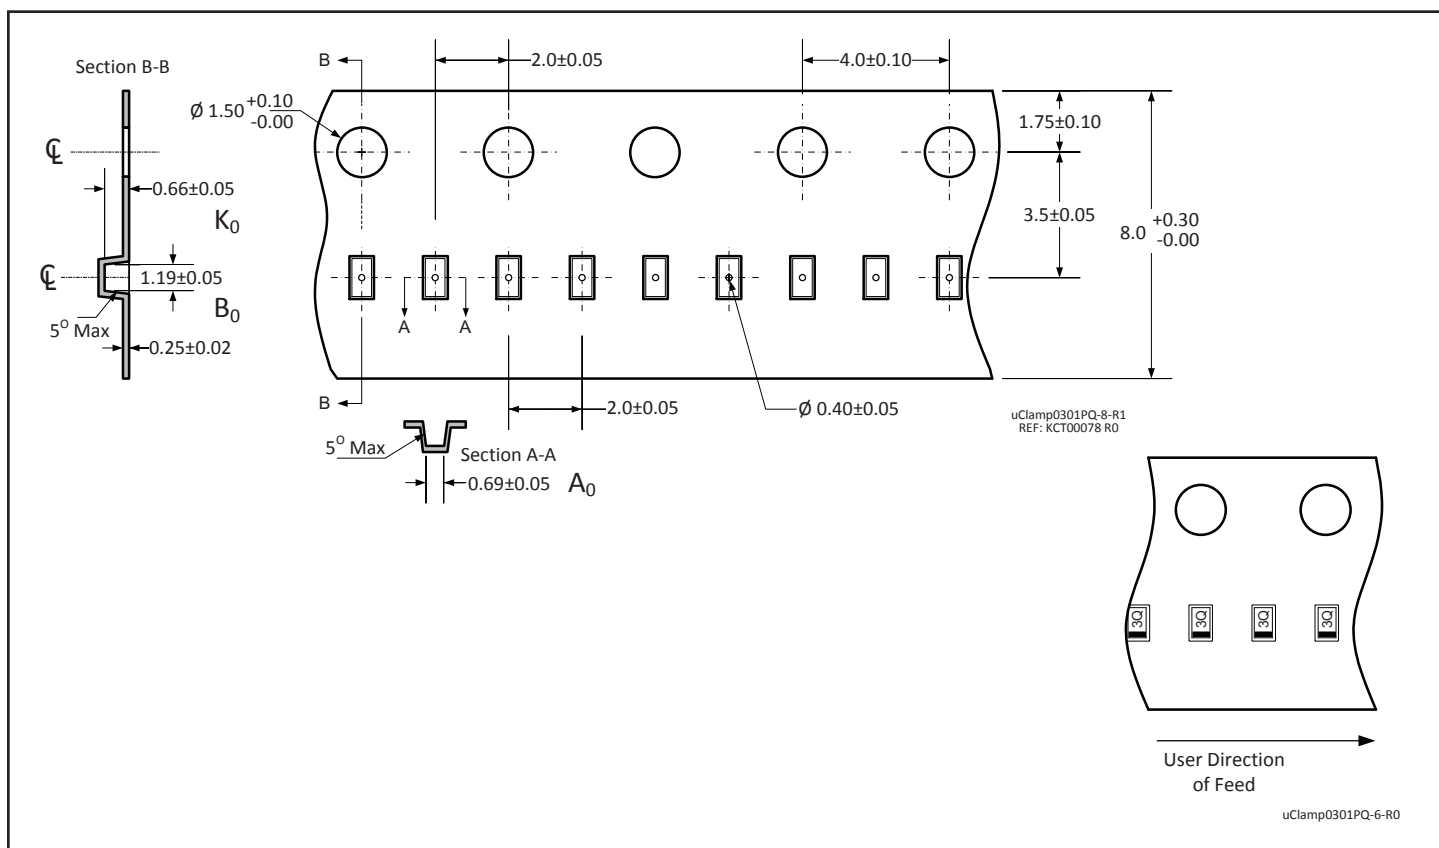 Section B-B
B
2.0±0.05
4.0±0.10
Ø 1.50 +0.10
-0.00
1.75±0.10
℄
0.66±0.05
K0
3.5±0.05
8.0 +0.30
-0.00
℄
1.19±0.05
B0
5O Max
0.25±0.02
A A
B
2.0±0.05
Ø 0.40±0.05
uClamp0301PQ-8-R1
REF: KCT00078 R0
5O Max
Section A-A
0.69±0.05 A0
3Q 3Q 3Q 3Q
User Direction
of Feed
uClamp0301PQ-6-R0